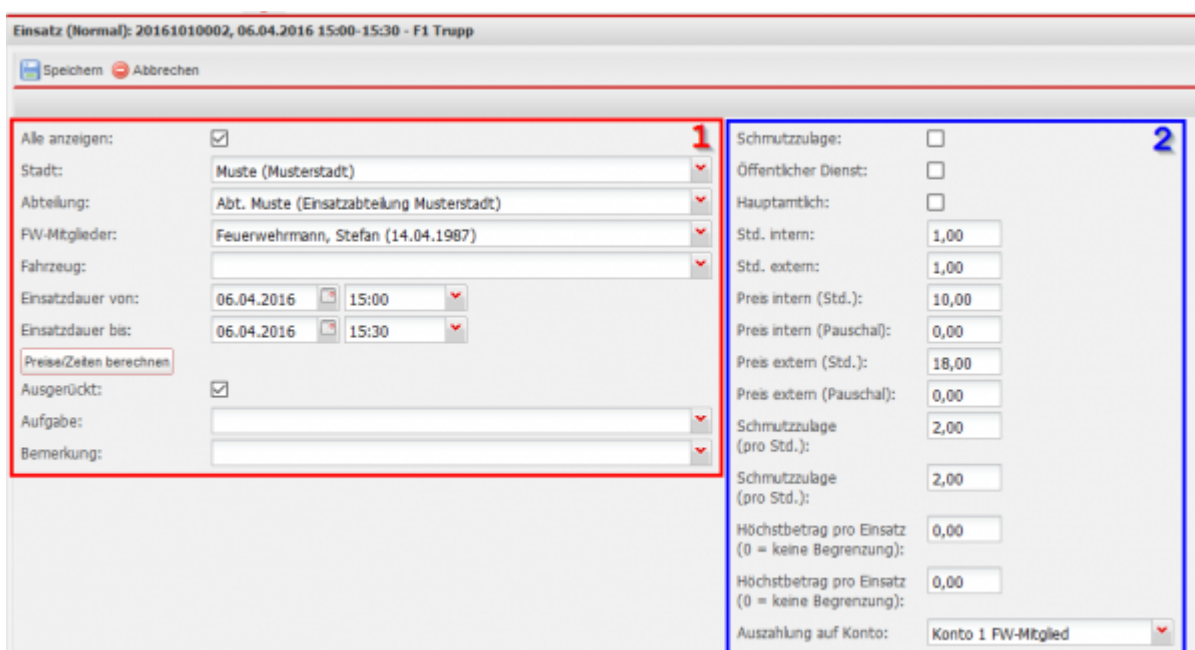 Einsatz (Normal): 20161010002, 06.04.2016 15:00-15:30 - F1 Trupp
Speichern Abbrechen
1
Alle anzeigen:
Stadt: Muste (Musterstadt)
Abteilung: Abt. Muste (Einsatzabteilung Musterstadt)
FW-Mitglieder: Feuerwehrmann, Stefan (14.04.1987)
Fahrzeug:
Einsatzdauer von: 06.04.2016 15:00
Einsatzdauer bis: 06.04.2016 15:30
Preise/Zeiten berechnen
Ausgerückt:
Aufgabe:
Bemerkung:
2
Schmutzzulage:
Öffentlicher Dienst:
Hauptamtlich:
Std. intern: 1,00
Std. extern: 1,00
Preis intern (Std.): 10,00
Preis intern (Pauschal): 0,00
Preis extern (Std.): 18,00
Preis extern (Pauschal): 0,00
Schmutzzulage 2,00
(pro Std.):
Schmutzzulage 2,00
(pro Std.):
Höchstbetrag pro Einsatz 0,00
(0 = keine Begrenzung):
Höchstbetrag pro Einsatz 0,00
(0 = keine Begrenzung):
Auszahlung auf Konto: Konto 1 FW-Mitglied